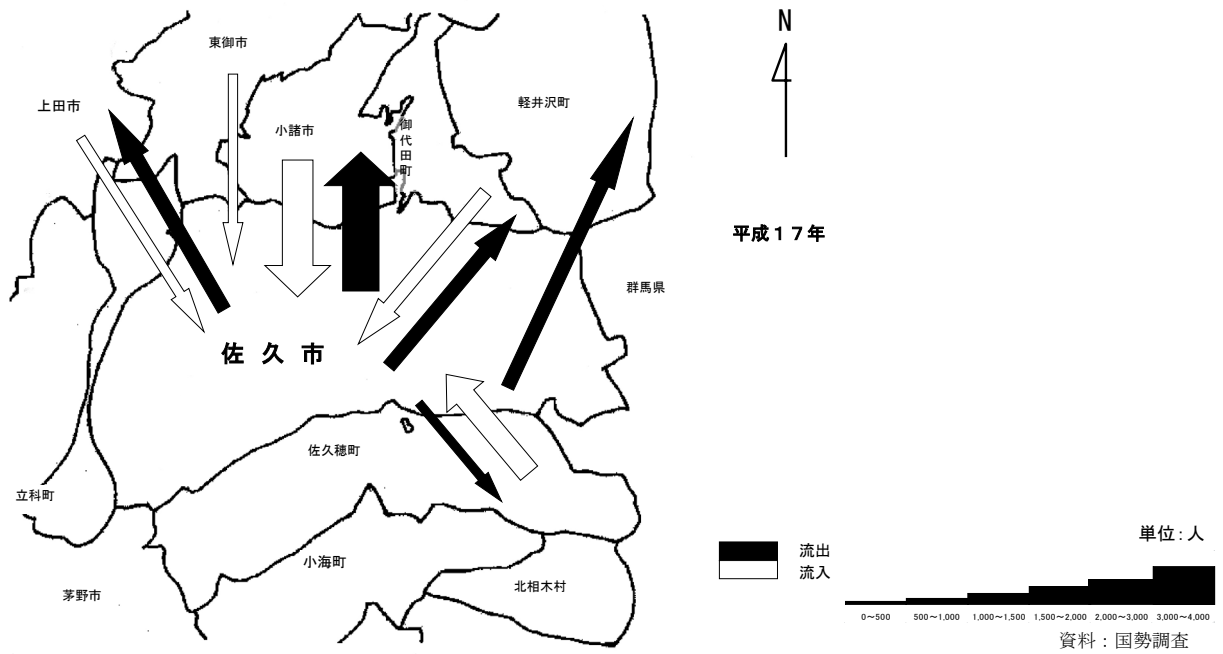 東御市
N
上田市
軽井沢町
小諸市
御代田町
平成17年
群馬県
佐久市
佐久穂町
立科町
小海町
北相木村
茅野市
流出
流入
単位:人
0～500
500～1,000
1,000～1,500
1,500～2,000
2,000～3,000
3,000～4,000
資料:国勢調査